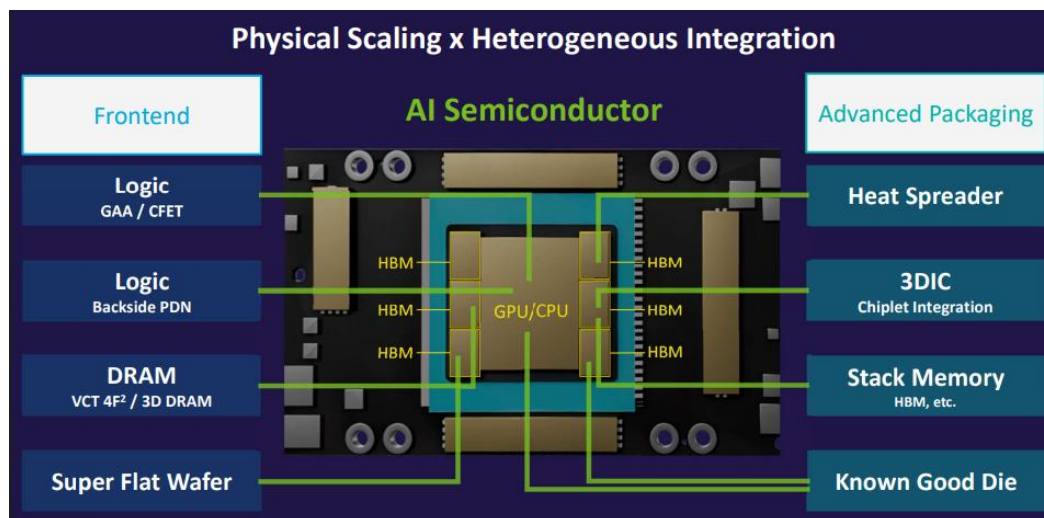 Physical Scaling x Heterogeneous Integration
Frontend
AI Semiconductor
Advanced Packaging
Logic
GAA / CFET
Logic
Backside PDN
DRAM
VCT 4F² / 3D DRAM
Super Flat Wafer
HBM
HBM
HBM
GPU/CPU
HBM
HBM
HBM
Heat Spreader
3DIC
Chiplet Integration
Stack Memory
HBM, etc.
Known Good Die